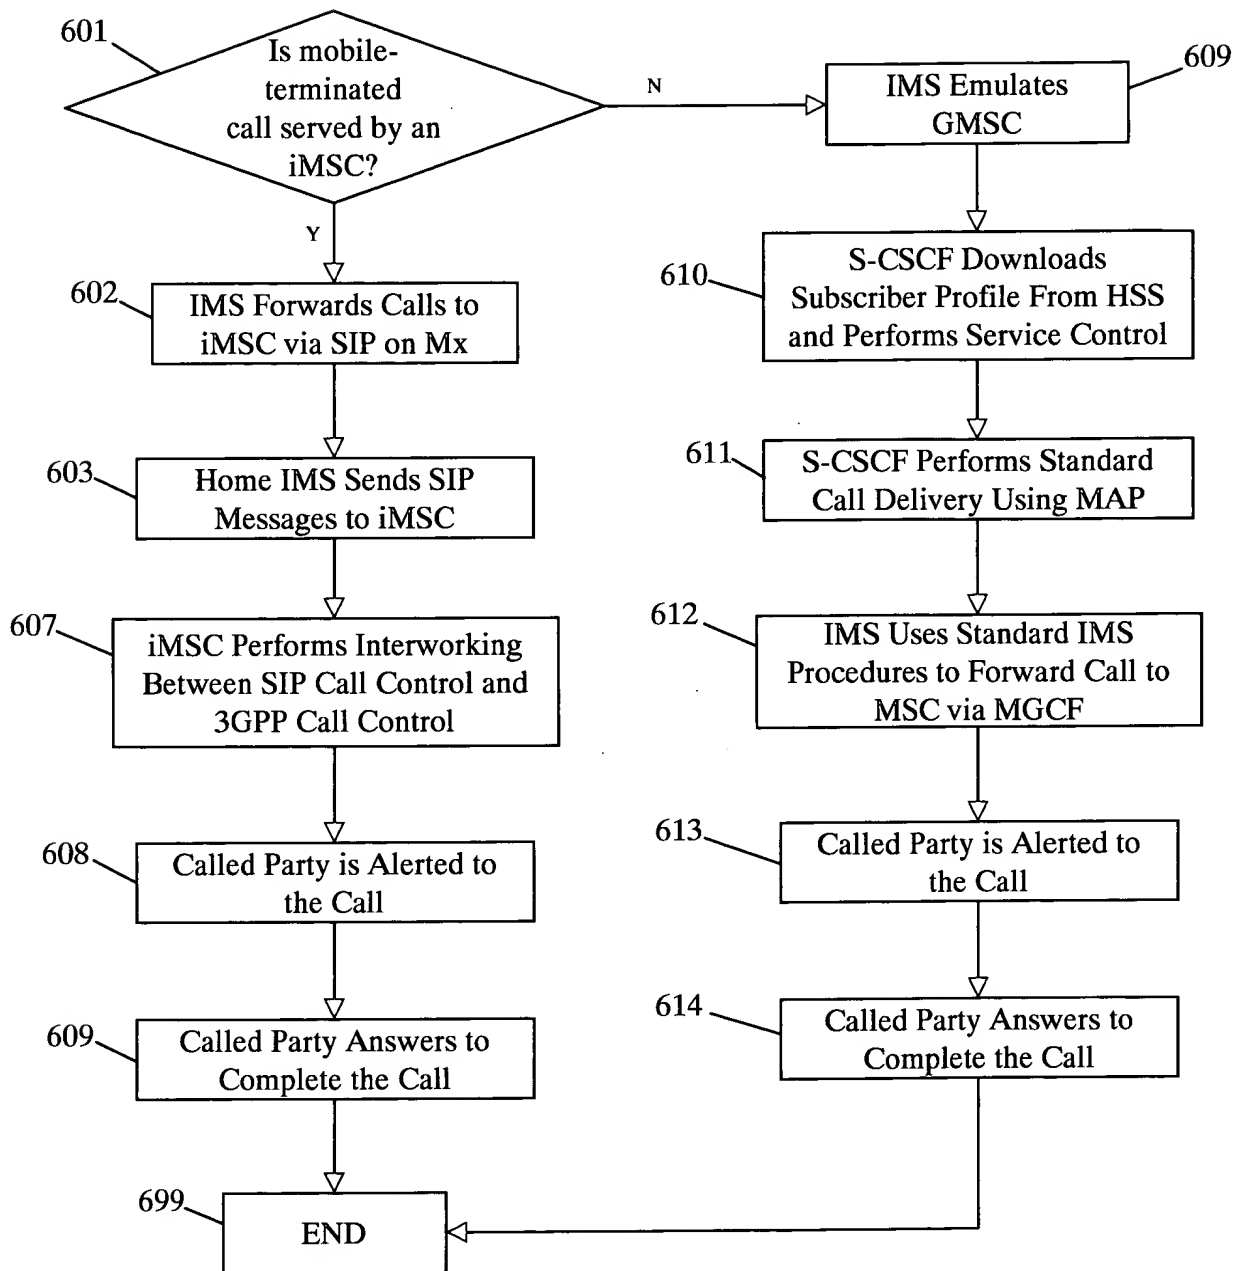 601
Is mobile-
terminated
call served by an
iMSC?
N
Y
602
IMS Forwards Calls to
iMSC via SIP on Mx
603
Home IMS Sends SIP
Messages to iMSC
607
iMSC Performs Interworking
Between SIP Call Control and
3GPP Call Control
608
Called Party is Alerted to
the Call
609
Called Party Answers to
Complete the Call
699
END
609
IMS Emulates
GMSC
610
S-CSCF Downloads
Subscriber Profile From HSS
and Performs Service Control
611
S-CSCF Performs Standard
Call Delivery Using MAP
612
IMS Uses Standard IMS
Procedures to Forward Call to
MSC via MGCF
613
Called Party is Alerted to
the Call
614
Called Party Answers to
Complete the Call